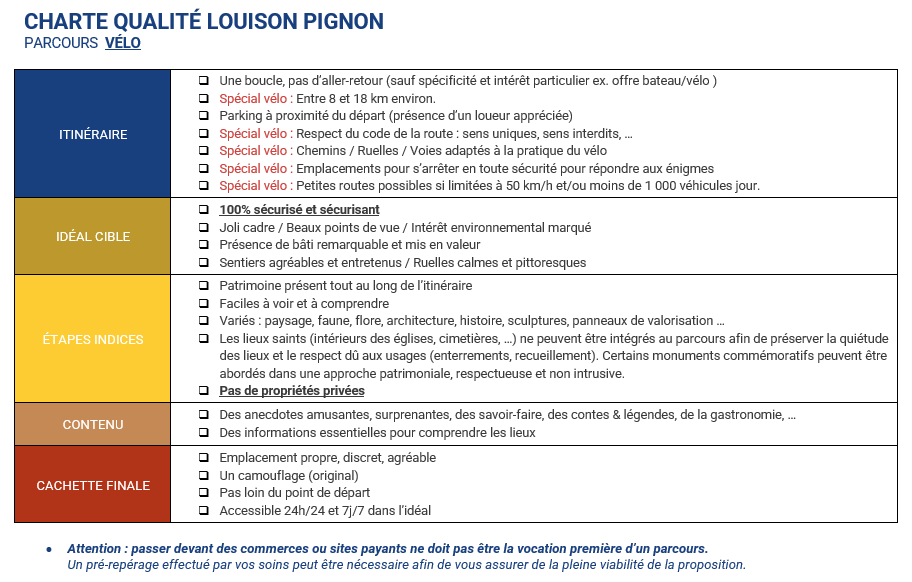 CHARTE QUALITÉ LOUISON PIGNON
PARCOURS VÉLO
ITINÉRAIRE
Une boucle, pas d'aller-retour (sauf spécificité et intérêt particulier ex. offre bateau/vélo )
Spécial vélo : Entre 8 et 18 km environ.
Parking à proximité du départ (présence d'un loueur appréciée)
Spécial vélo : Respect du code de la route : sens uniques, sens interdits, …
Spécial vélo : Chemins / Ruelles / Voies adaptés à la pratique du vélo
Spécial vélo : Emplacements pour s'arrêter en toute sécurité pour répondre aux énigmes
Spécial vélo : Petites routes possibles si limitées à 50 km/h et/ou moins de 1 000 véhicules jour.
IDÉAL CIBLE
100% sécurisé et sécurisant
Joli cadre / Beaux points de vue / Intérêt environnemental marqué
Présence de bâti remarquable et mis en valeur
Sentiers agréables et entretenus / Ruelles calmes et pittoresques
ÉTAPES INDICES
Patrimoine présent tout au long de l'itinéraire
Faciles à voir et à comprendre
Variés : paysage, faune, flore, architecture, histoire, sculptures, panneaux de valorisation …
Les lieux saints (intérieurs des églises, cimetières, …) ne peuvent être intégrés au parcours afin de préserver la quiétude
des lieux et le respect dû aux usages (enterrements, recueillement). Certains monuments commémoratifs peuvent être
abordés dans une approche patrimoniale, respectueuse et non intrusive.
Pas de propriétés privées
CONTENU
Des anecdotes amusantes, surprenantes, des savoir-faire, des contes & légendes, de la gastronomie, …
Des informations essentielles pour comprendre les lieux
CACHETTE FINALE
Emplacement propre, discret, agréable
Un camouflage (original)
Pas loin du point de départ
Accessible 24h/24 et 7j/7 dans l'idéal
• Attention : passer devant des commerces ou sites payants ne doit pas être la vocation première d'un parcours.
Un pré-repérage effectué par vos soins peut être nécessaire afin de vous assurer de la pleine viabilité de la proposition.